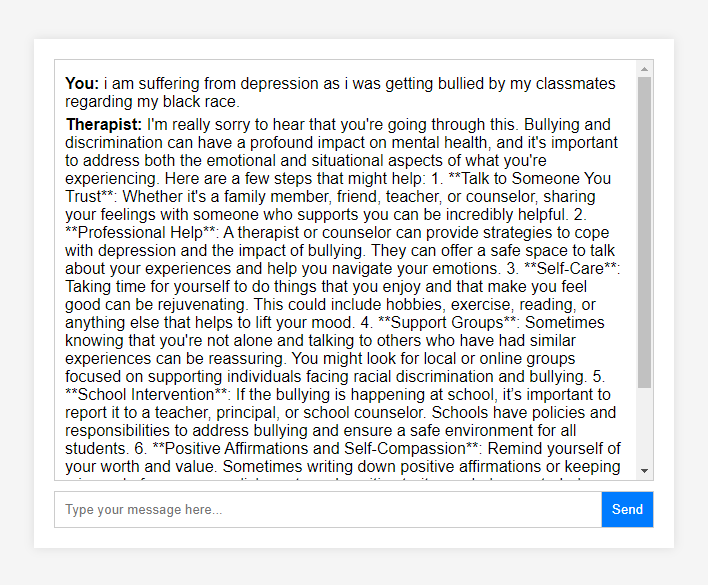 You: i am suffering from depression as i was getting bullied by my classmates
regarding my black race.
Therapist: I'm really sorry to hear that you're going through this. Bullying and
discrimination can have a profound impact on mental health, and it's important
to address both the emotional and situational aspects of what you're
experiencing. Here are a few steps that might help: 1. **Talk to Someone You
Trust**: Whether it's a family member, friend, teacher, or counselor, sharing
your feelings with someone who supports you can be incredibly helpful. 2.
**Professional Help**: A therapist or counselor can provide strategies to cope
with depression and the impact of bullying. They can offer a safe space to talk
about your experiences and help you navigate your emotions. 3. **Self-Care**:
Taking time for yourself to do things that you enjoy and that make you feel
good can be rejuvenating. This could include hobbies, exercise, reading, or
anything else that helps to lift your mood. 4. **Support Groups**: Sometimes
knowing that you're not alone and talking to others who have had similar
experiences can be reassuring. You might look for local or online groups
focused on supporting individuals facing racial discrimination and bullying. 5.
**School Intervention**: If the bullying is happening at school, it's important to
report it to a teacher, principal, or school counselor. Schools have policies and
responsibilities to address bullying and ensure a safe environment for all
students. 6. **Positive Affirmations and Self-Compassion**: Remind yourself of
your worth and value. Sometimes writing down positive affirmations or keeping
Type your message here...
Send